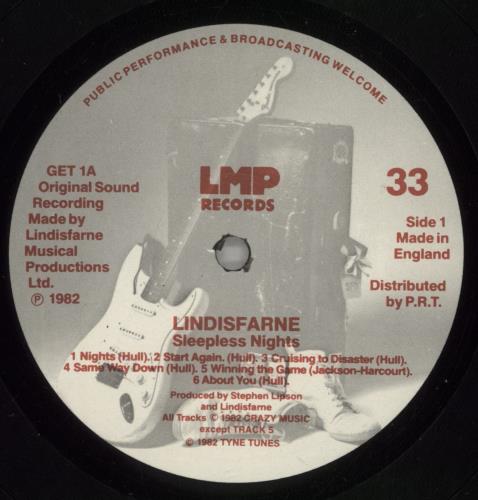 PUBLIC PERFORMANCE & BROADCASTING WELCOME
GET 1A
Original Sound
Recording
Made by
Lindisfarne
Musical
Productions
Ltd.
Ⓟ 1982
LMP
RECORDS
33
Side 1
Made in
England
Distributed
by P.R.T.
LINDISFARNE
Sleepless Nights
1 Nights (Hull). 2 Start Again. (Hull). 3 Cruising to Disaster (Hull).
4 Same Way Down (Hull). 5 Winning the Game (Jackson-Harcourt).
6 About You (Hull).
Produced by Stephen Lipson
and Lindisfarne
All Tracks © 1982 CRAZY MUSIC
except TRACK 5
© 1982 TYNE TUNES